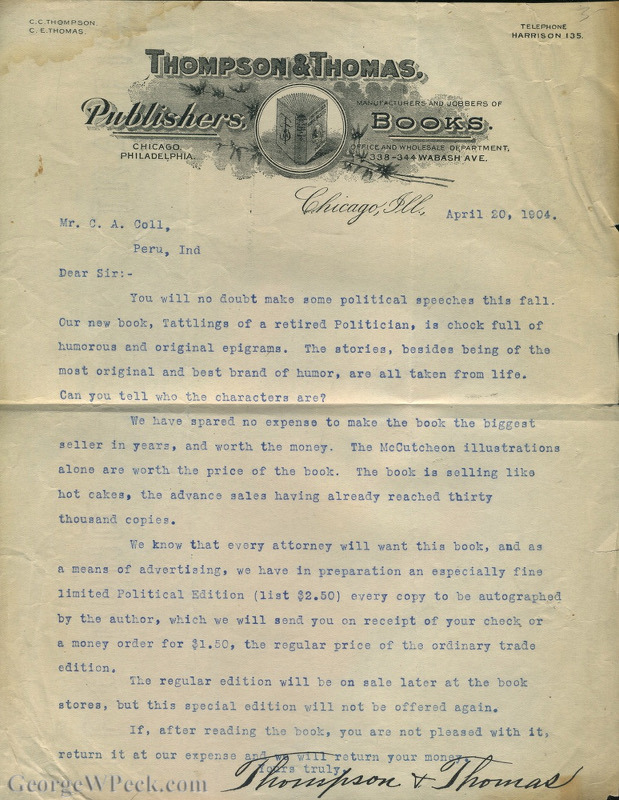 C.C. THOMPSON.
C. E. THOMAS.
TELEPHONE
HARRISON 135.
THOMPSON & THOMAS,
Publishers,
MANUFACTURERS AND JOBBERS OF
BOOKS.
CHICAGO.
PHILADELPHIA.
OFFICE AND WHOLESALE DEPARTMENT,
338-344 WABASH AVE.
Chicago, Ill., April 20, 1904.
Mr. C. A. Coll,
Peru, Ind
Dear Sir:-
You will no doubt make some political speeches this fall.
Our new book, Tattlings of a retired Politician, is chock full of
humorous and original epigrams. The stories, besides being of the
most original and best brand of humor, are all taken from life.
Can you tell who the characters are?
We have spared no expense to make the book the biggest
seller in years, and worth the money. The McCutcheon illustrations
alone are worth the price of the book. The book is selling like
hot cakes, the advance sales having already reached thirty
thousand copies.
We know that every attorney will want this book, and as
a means of advertising, we have in preparation an especially fine
limited Political Edition (list $2.50) every copy to be autographed
by the author, which we will send you on receipt of your check or
a money order for $1.50, the regular price of the ordinary trade
edition.
The regular edition will be on sale later at the book
stores, but this special edition will not be offered again.
If, after reading the book, you are not pleased with it,
return it at our expense and we will return your money.
Yours truly,
Thompson & Thomas
GeorgeWPeck.com